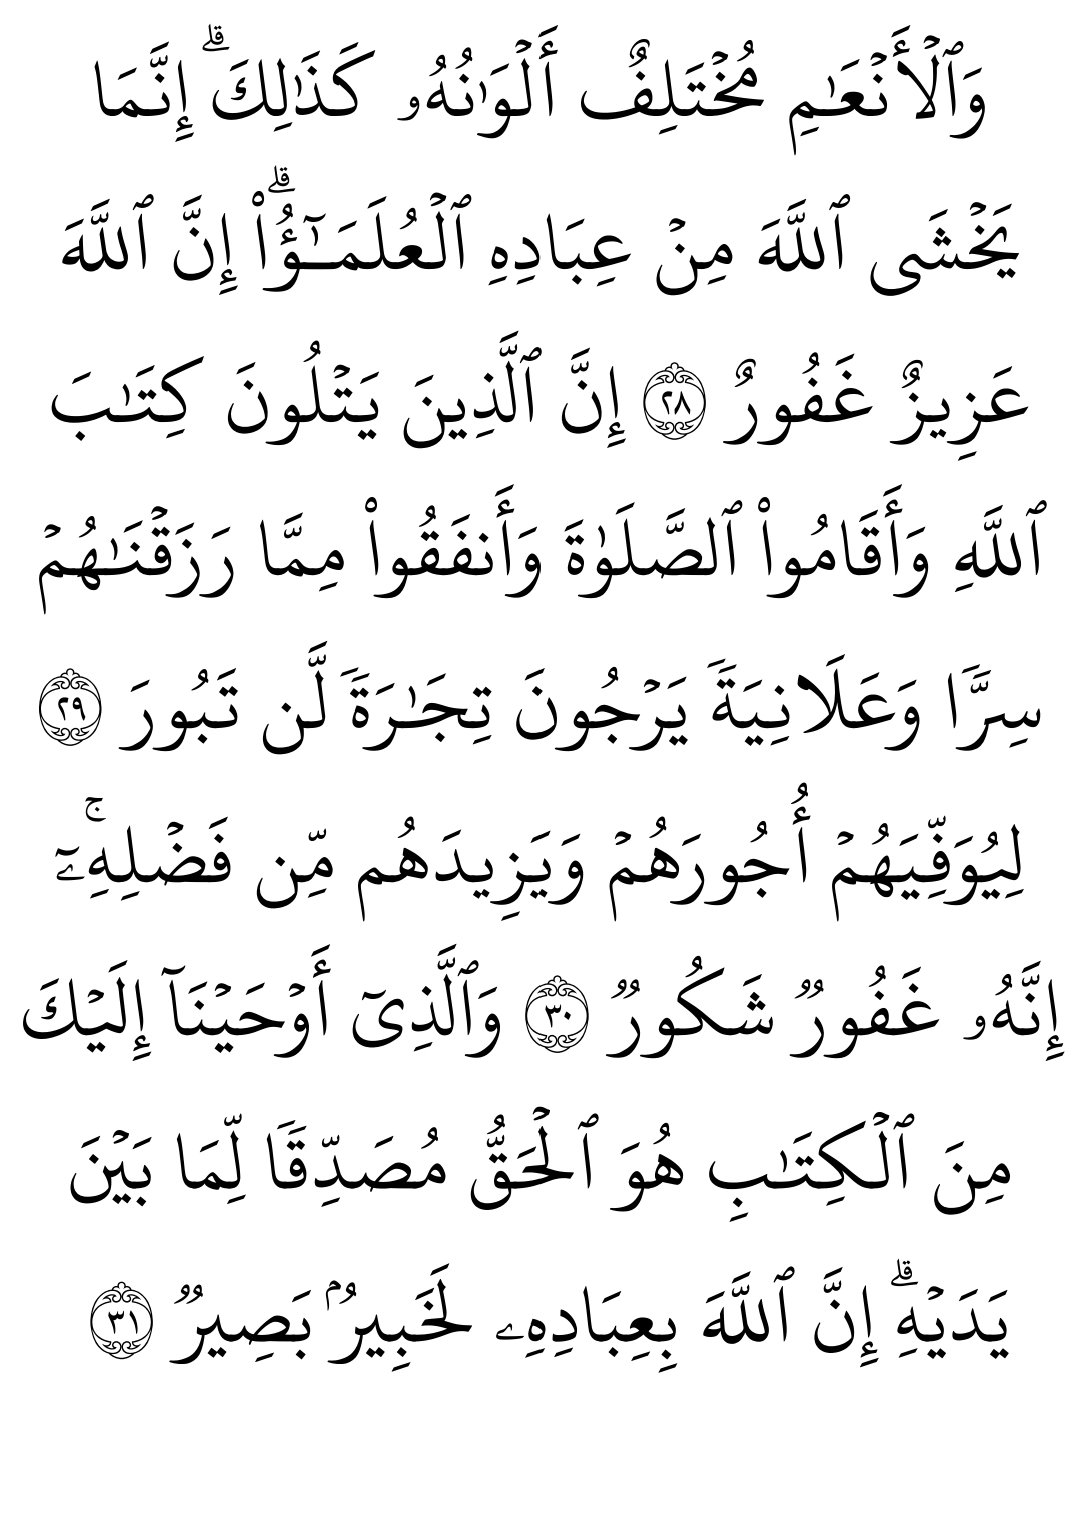 وَٱلۡأَنۡعَٰمِ مُخۡتَلِفٌ أَلۡوَٰنُهُۥ كَذَٰلِكَۗ إِنَّمَا
يَخۡشَى ٱللَّهَ مِنۡ عِبَادِهِ ٱلۡعُلَمَٰٓؤُاْۗ إِنَّ ٱللَّهَ
عَزِيزٌ غَفُورٌ ٢٨ إِنَّ ٱلَّذِينَ يَتۡلُونَ كِتَٰبَ
ٱللَّهِ وَأَقَامُواْ ٱلصَّلَوٰةَ وَأَنفَقُواْ مِمَّا رَزَقۡنَٰهُمۡ
سِرّٗا وَعَلَانِيَةٗ يَرۡجُونَ تِجَٰرَةٗ لَّن تَبُورَ ٢٩
لِيُوَفِّيَهُمۡ أُجُورَهُمۡ وَيَزِيدَهُم مِّن فَضۡلِهِۦٓۚ
إِنَّهُۥ غَفُورٞ شَكُورٞ ٣٠ وَٱلَّذِيٓ أَوۡحَيۡنَآ إِلَيۡكَ
مِنَ ٱلۡكِتَٰبِ هُوَ ٱلۡحَقُّ مُصَدِّقٗا لِّمَا بَيۡنَ
يَدَيۡهِۗ إِنَّ ٱللَّهَ بِعِبَادِهِۦ لَخَبِيرُۢ بَصِيرٞ ٣١